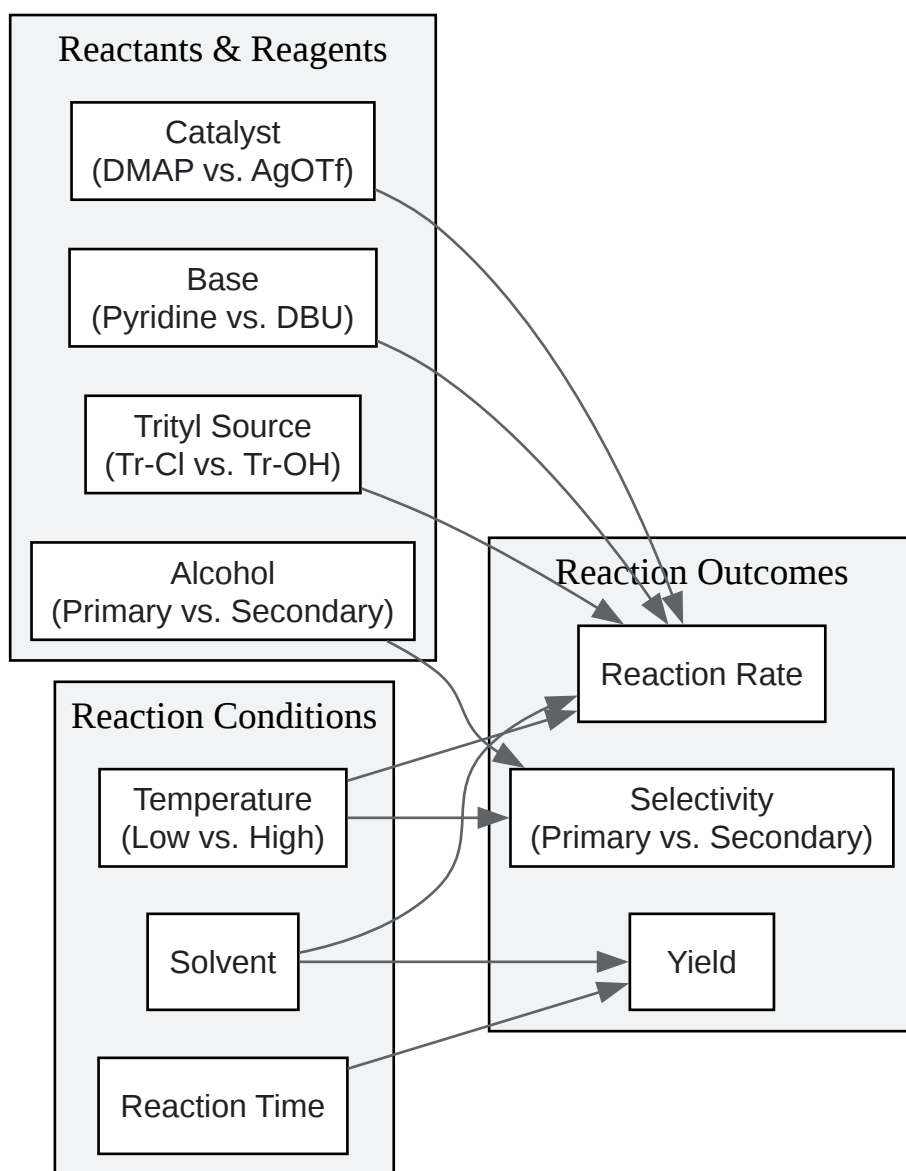 Reactants & Reagents
Catalyst
(DMAP vs. AgOTf)
Base
(Pyridine vs. DBU)
Trityl Source
(Tr-Cl vs. Tr-OH)
Alcohol
(Primary vs. Secondary)
Reaction Conditions
Temperature
(Low vs. High)
Solvent
Reaction Time
Reaction Outcomes
Reaction Rate
Selectivity
(Primary vs. Secondary)
Yield